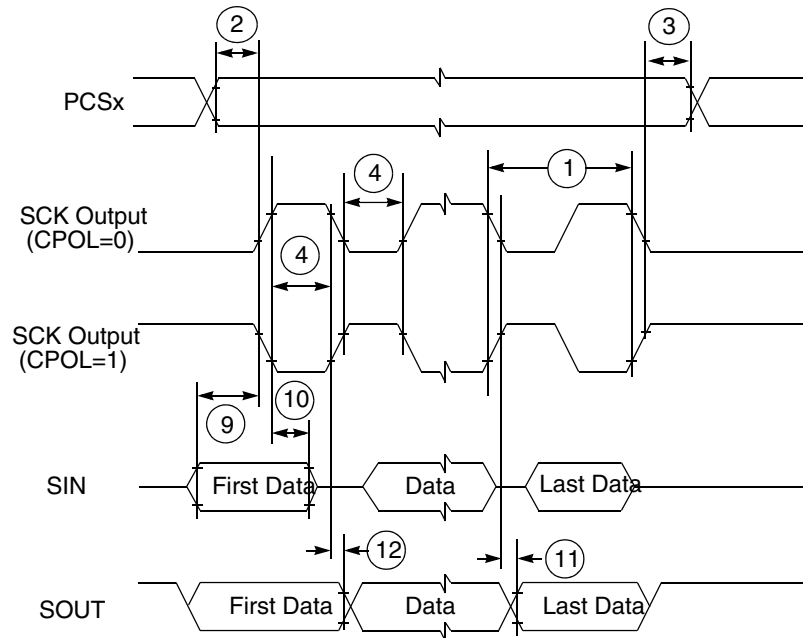 2
3
PCSx
4
1
SCK Output
(CPOL=0)
4
SCK Output
(CPOL=1)
9
10
SIN
First Data
Data
Last Data
12
11
SOUT
First Data
Data
Last Data